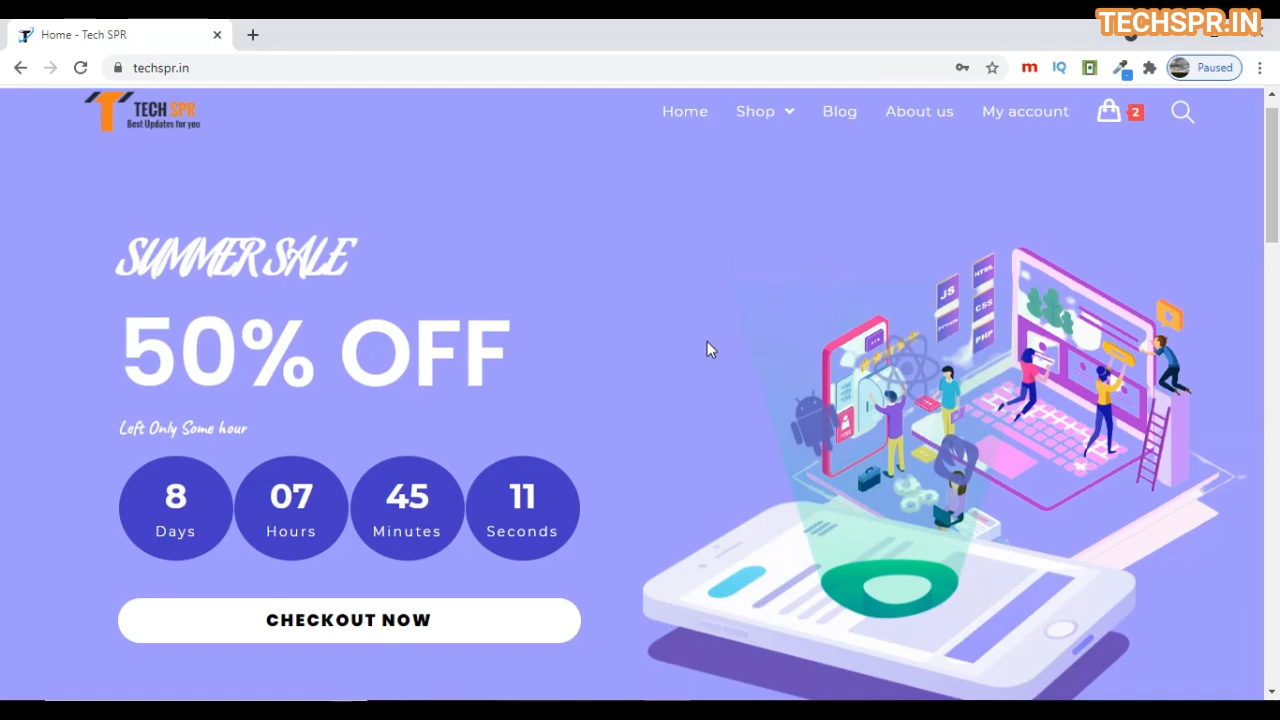 TECHSPR.IN
Home - Tech SPR
techspr.in
m
IQ
Paused
TECH SPR
Best Updates for you
Home
Shop
Blog
About us
My account
2
SUMMER SALE
50% OFF
Left Only Some hour
8
07
45
11
Days
Hours
Minutes
Seconds
CHECKOUT NOW
HTML
JS
CSS
PYTHON
PHP